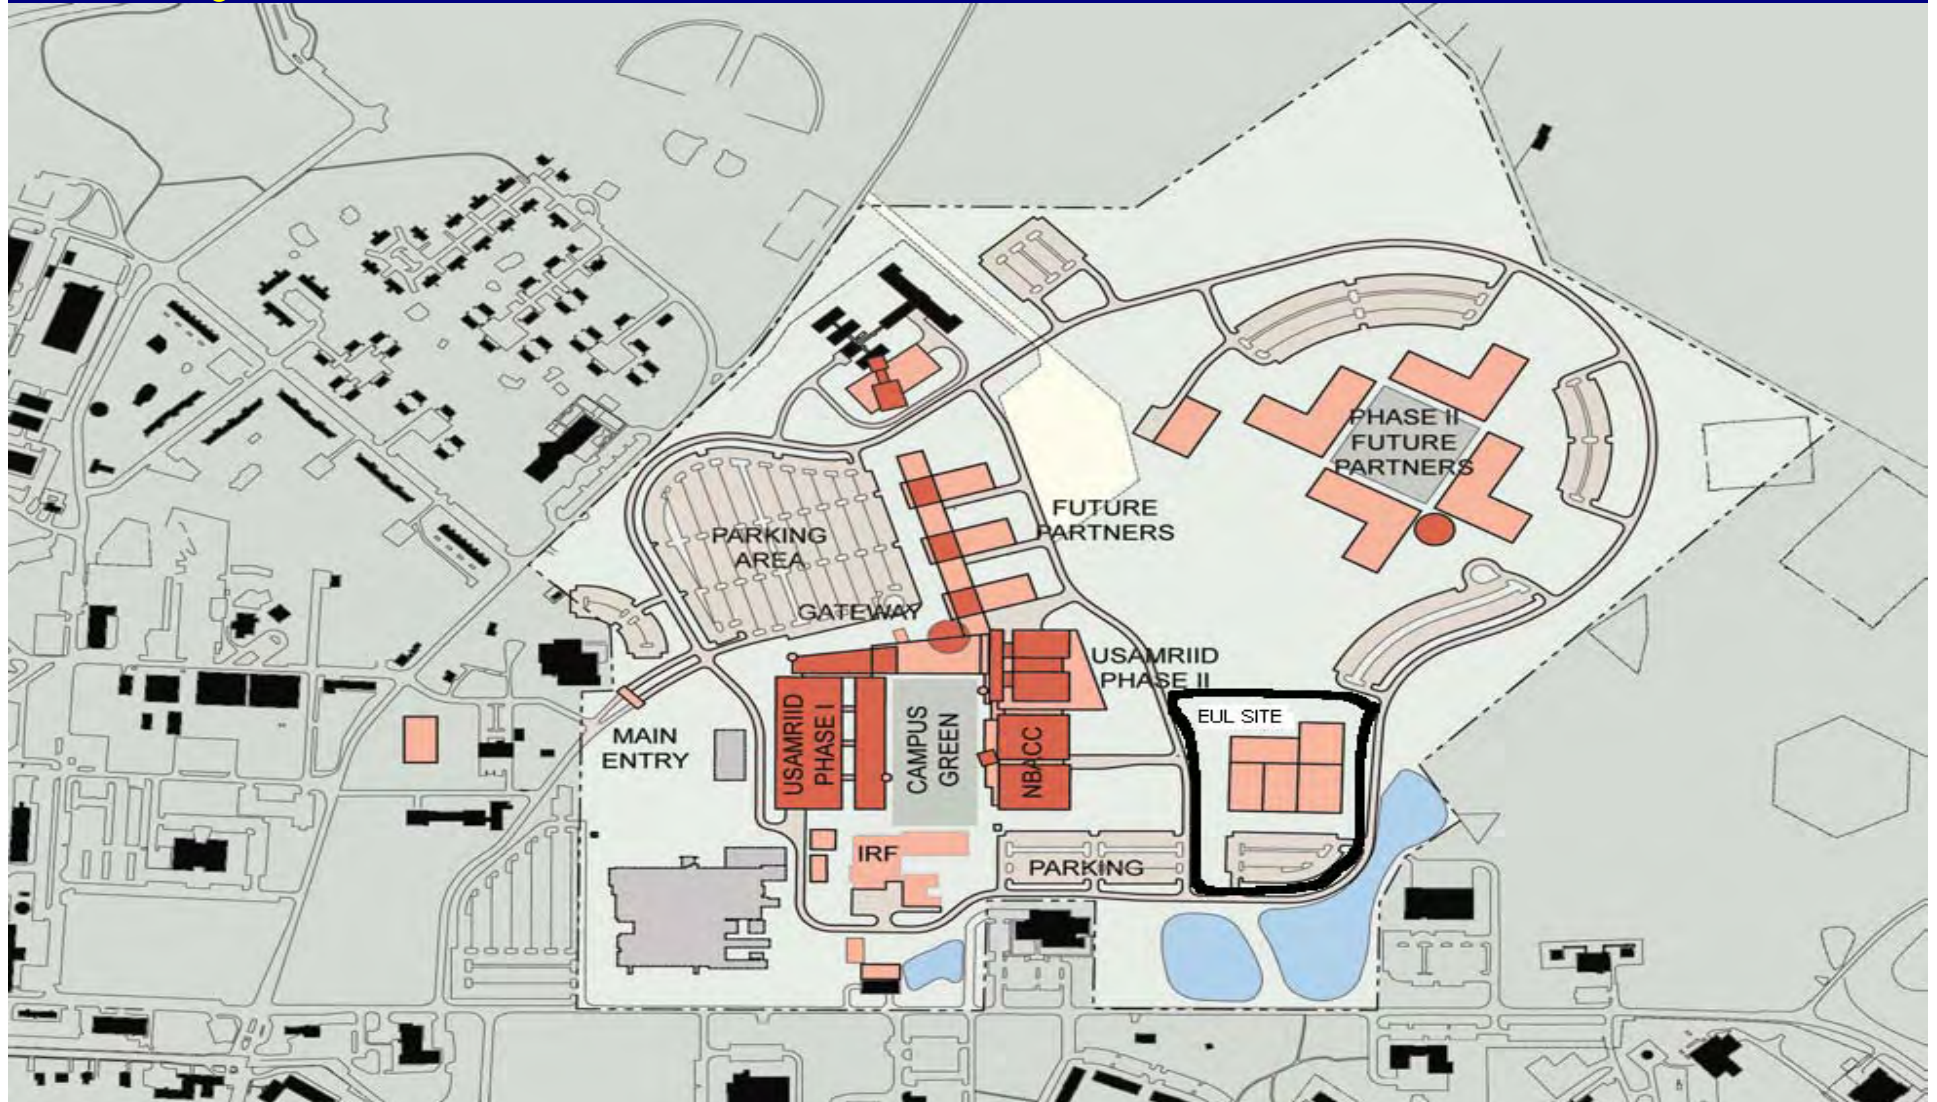 PHASE II
FUTURE
PARTNERS
FUTURE
PARTNERS
PARKING
AREA
GATEWAY
USAMRIID
PHASE II
EUL SITE
MAIN
ENTRY
USAMRIID
PHASE I
CAMPUS
GREEN
NBACC
IRF
PARKING